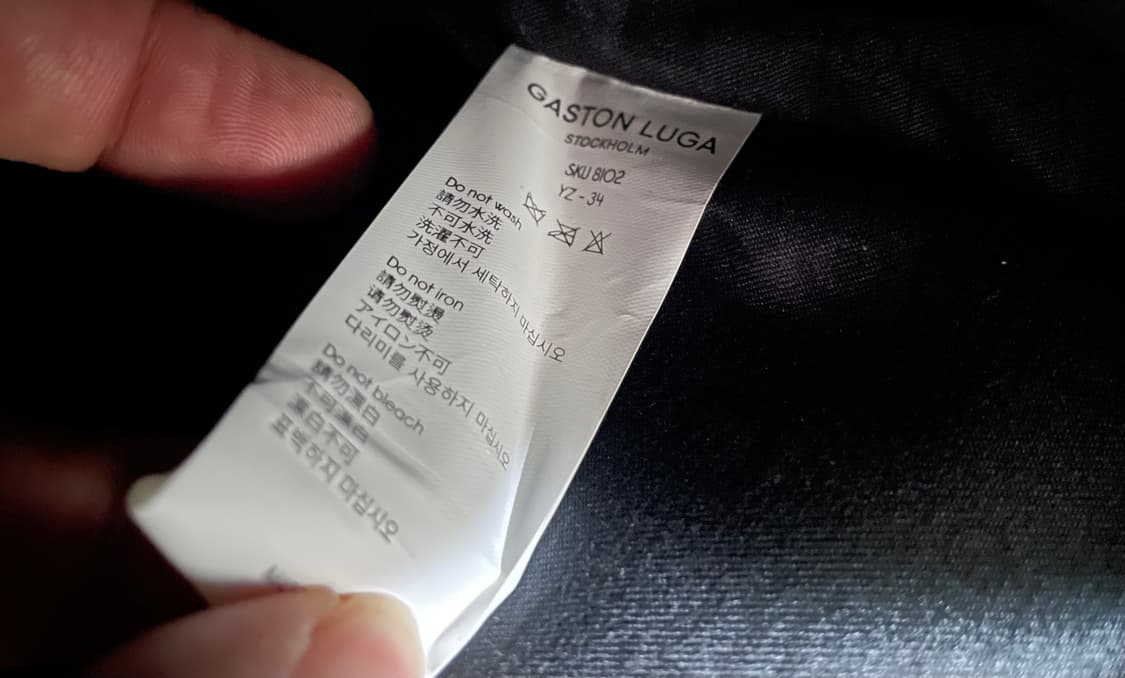 GASTON LUGA
STOCKHOLM
SKU 8102
YZ - 34
Do not wash
請勿水洗
不可水洗
洗濯不可
가정에서 세탁하지 마십시오
Do not iron
請勿熨燙
请勿熨烫
アイロン不可
다리미를 사용하지 마십시오
Do not bleach
請勿漂白
不可漂白
漂白不可
표백하지 마십시오